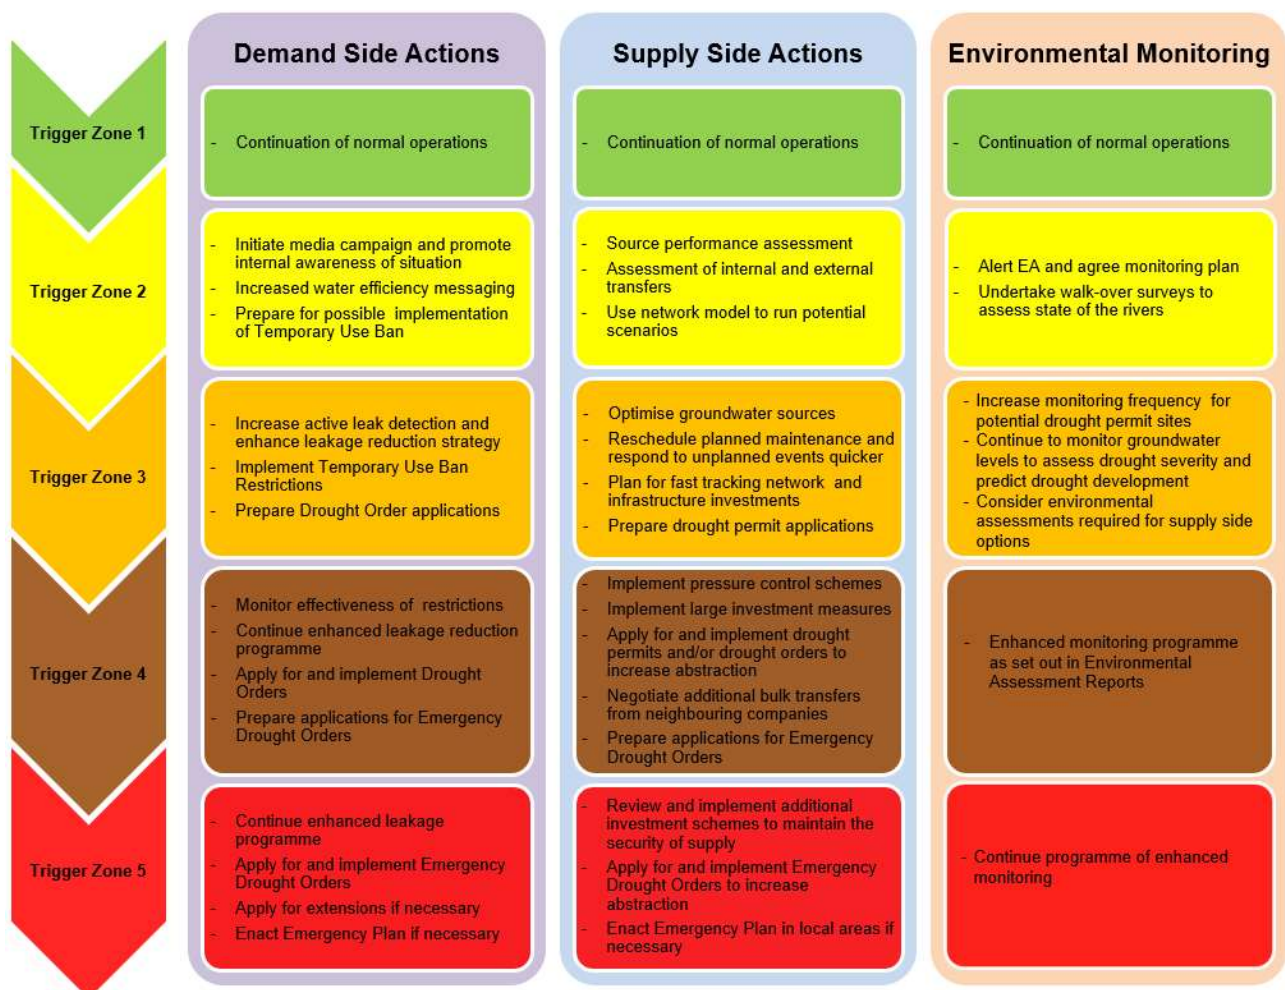 Demand Side Actions
Supply Side Actions
Environmental Monitoring
Trigger Zone 1
- Continuation of normal operations
- Continuation of normal operations
- Continuation of normal operations
Trigger Zone 2
- Initiate media campaign and promote
internal awareness of situation
- Increased water efficiency messaging
- Prepare for possible implementation
of Temporary Use Ban
- Source performance assessment
- Assessment of internal and external
transfers
- Use network model to run potential
scenarios
- Alert EA and agree monitoring plan
- Undertake walk-over surveys to
assess state of the rivers
Trigger Zone 3
- Increase active leak detection and
enhance leakage reduction strategy
- Implement Temporary Use Ban
Restrictions
- Prepare Drought Order applications
- Optimise groundwater sources
- Reschedule planned maintenance and
respond to unplanned events quicker
- Plan for fast tracking network and
infrastructure investments
- Prepare drought permit applications
- Increase monitoring frequency for
potential drought permit sites
- Continue to monitor groundwater
levels to assess drought severity and
predict drought development
- Consider environmental
assessments required for supply side
options
Trigger Zone 4
- Monitor effectiveness of restrictions
- Continue enhanced leakage reduction
programme
- Apply for and implement Drought
Orders
- Prepare applications for Emergency
Drought Orders
- Implement pressure control schemes
- Implement large investment measures
- Apply for and implement drought
permits and/or drought orders to
increase abstraction
- Negotiate additional bulk transfers
from neighbouring companies
- Prepare applications for Emergency
Drought Orders
- Enhanced monitoring programme
as set out in Environmental
Assessment Reports
Trigger Zone 5
- Continue enhanced leakage
programme
- Apply for and implement Emergency
Drought Orders
- Apply for extensions if necessary
- Enact Emergency Plan if necessary
- Review and implement additional
investment schemes to maintain the
security of supply
- Apply for and implement Emergency
Drought Orders to increase
abstraction
- Enact Emergency Plan in local areas if
necessary
- Continue programme of enhanced
monitoring